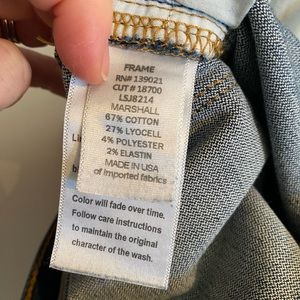 FRAME
RN# 139021
CUT # 18700
LSJ8214
MARSHALL
67% COTTON
27% LYOCELL
4% POLYESTER
2% ELASTIN
MADE IN USA
of imported fabrics
Color will fade over time.
Follow care instructions
to maintain the original
character of the wash.